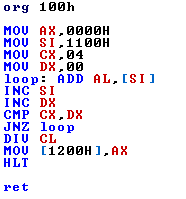 org 100h
MOV AX,0000H
MOV SI,1100H
MOV CX,04
MOV DX,00
loop: ADD AL,[SI]
INC SI
INC DX
CMP CX,DX
JNZ loop
DIV CL
MOV [1200H],AX
HLT
ret